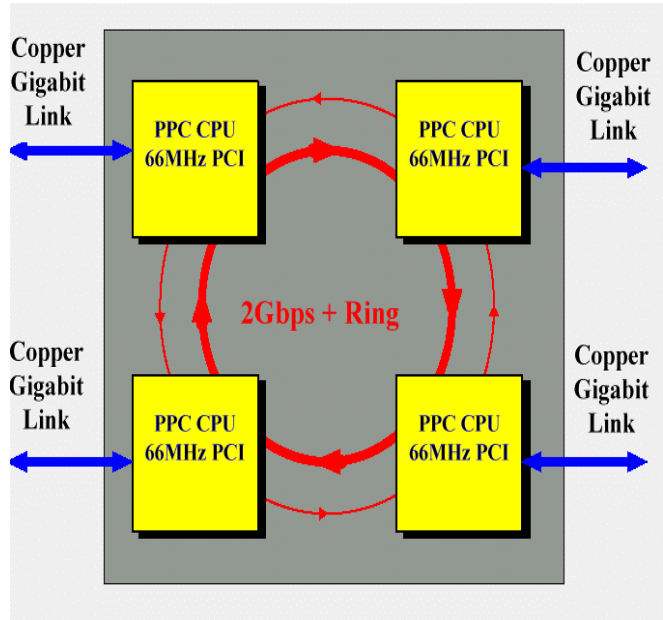 Copper
Gigabit
Link
PPC CPU
66MHz PCI
PPC CPU
66MHz PCI
Copper
Gigabit
Link
2Gbps + Ring
Copper
Gigabit
Link
PPC CPU
66MHz PCI
PPC CPU
66MHz PCI
Copper
Gigabit
Link